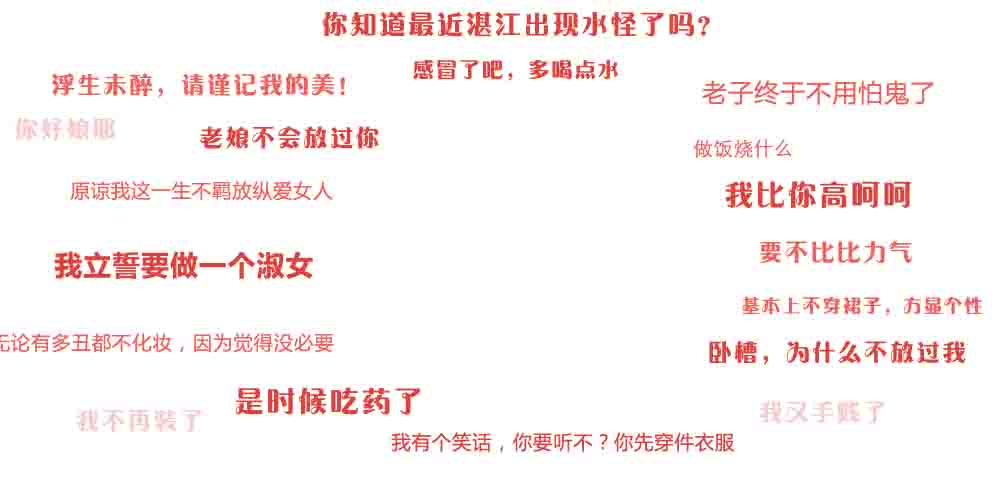 你知道最近湛江出现水怪了吗？
感冒了吧，多喝点水
浮生未醉，请谨记我的美！
老子终于不用怕鬼了
你好娘耶
老娘不会放过你
做饭烧什么
原谅我这一生不羁放纵爱女人
我比你高呵呵
要不比比力气
我立誓要做一个淑女
基本上不穿裙子，方显个性
无论有多丑都不化妆，因为觉得没必要
卧槽，为什么不放过我
是时候吃药了
我不再装了
我又手贱了
我有个笑话，你要听不？你先穿件衣服